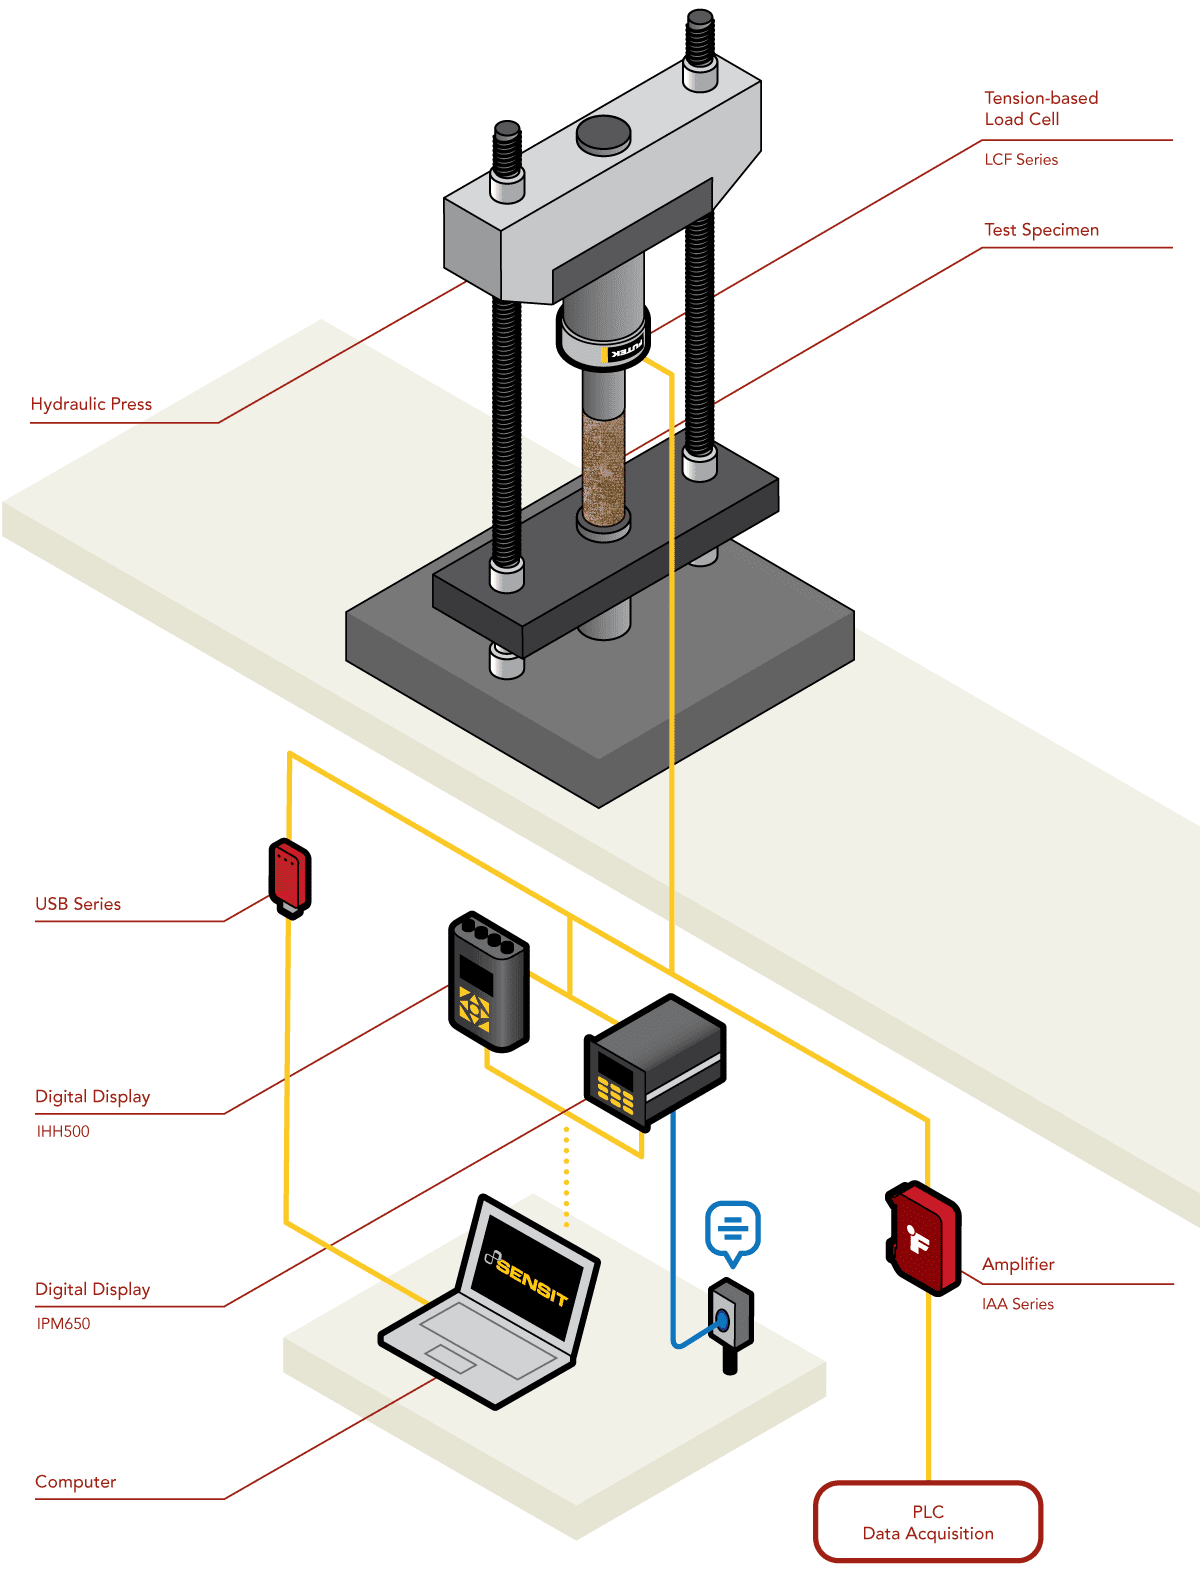 Tension-based
Load Cell
LCF Series
Test Specimen
FUTEK
Hydraulic Press
USB Series
Digital Display
IHH500
Digital Display
IPM650
SENSIT
iF
Amplifier
IAA Series
Computer
PLC
Data Acquisition